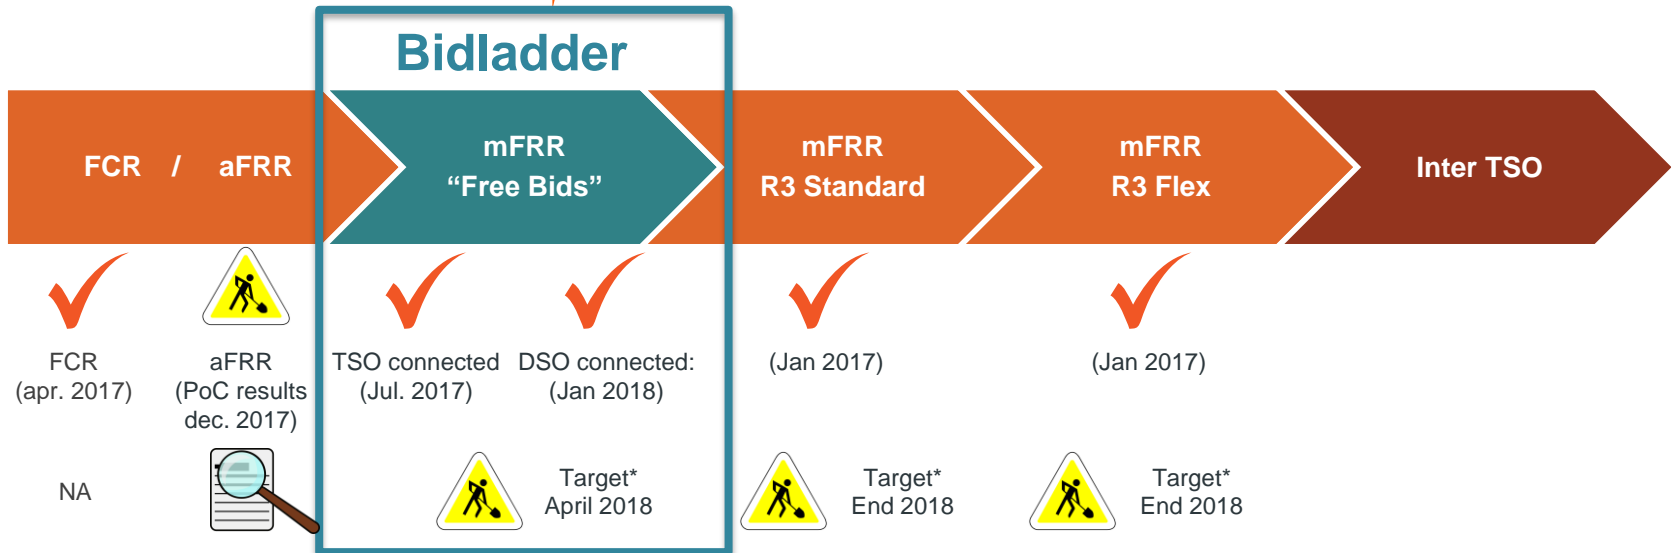 Bidladder
FCR / aFRR
mFRR
“Free Bids”
mFRR
R3 Standard
mFRR
R3 Flex
Inter TSO
FCR
(apr. 2017)
aFRR
(PoC results
dec. 2017)
TSO connected
(Jul. 2017)
DSO connected:
(Jan 2018)
(Jan 2017)
(Jan 2017)
NA
Target*
April 2018
Target*
End 2018
Target*
End 2018